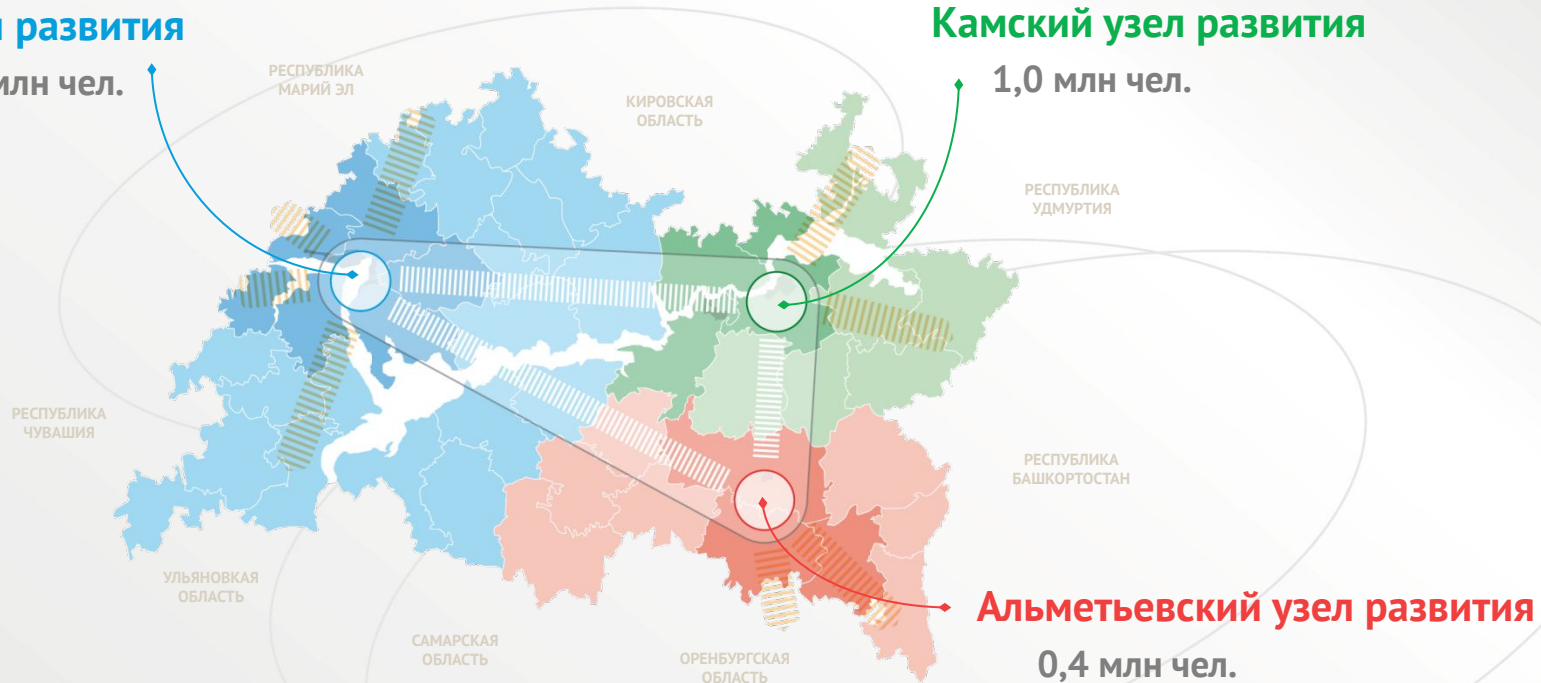 развития
млн чел.
Камский узел развития
1,0 млн чел.
РЕСПУБЛИКА
МАРИЙ ЭЛ
КИРОВСКАЯ
ОБЛАСТЬ
РЕСПУБЛИКА
УДМУРТИЯ
РЕСПУБЛИКА
ЧУВАШИЯ
РЕСПУБЛИКА
БАШКОРТОСТАН
УЛЬЯНОВКАЯ
ОБЛАСТЬ
Альметьевский узел развития
0,4 млн чел.
САМАРСКАЯ
ОБЛАСТЬ
ОРЕНБУРГСКАЯ
ОБЛАСТЬ